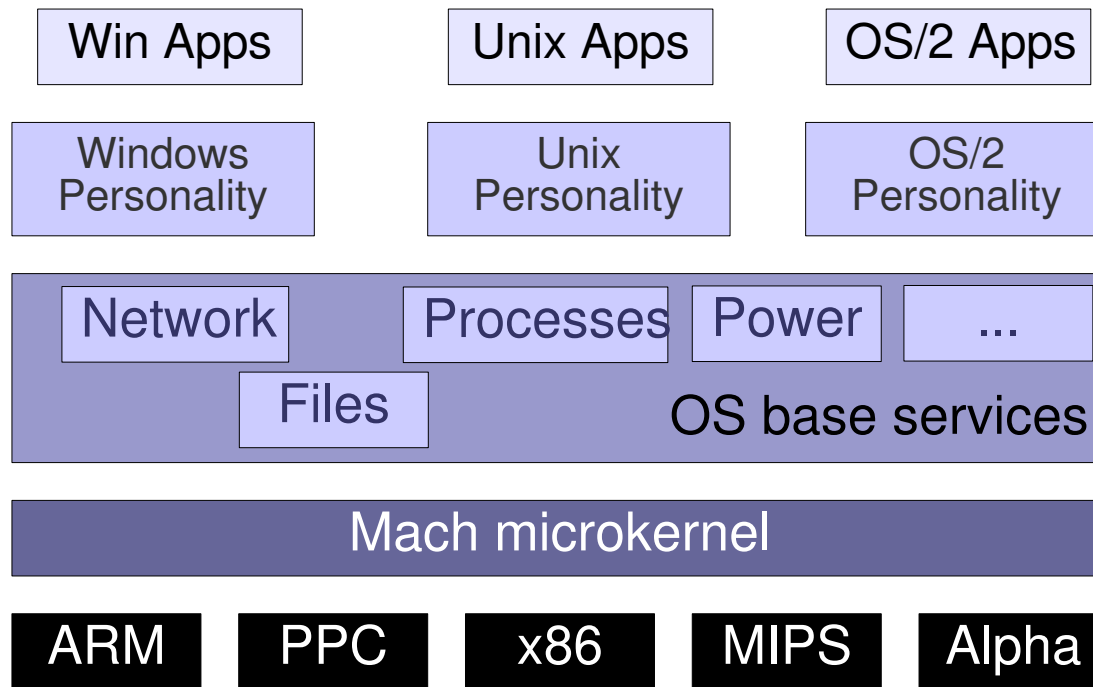 Win Apps
Unix Apps
OS/2 Apps
Windows
Personality
Unix
Personality
OS/2
Personality
Network
Processes
Power
...
Files
OS base services
Mach microkernel
ARM
PPC
x86
MIPS
Alpha